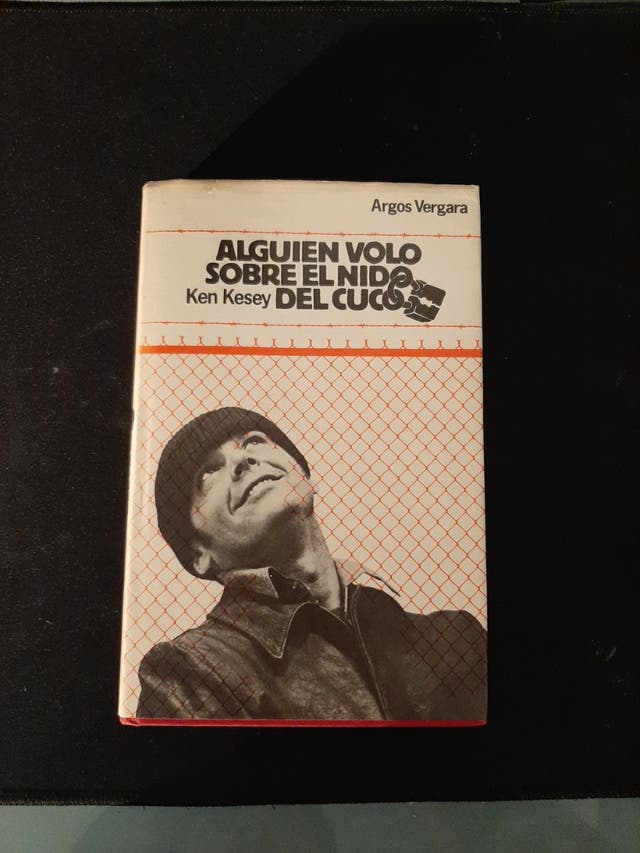 Argos Vergara
ALGUIEN VOLO
SOBRE EL NIDO
Ken Kesey DEL CUCO